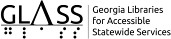 GLASS
Georgia Libraries
for Accessible
Statewide Services